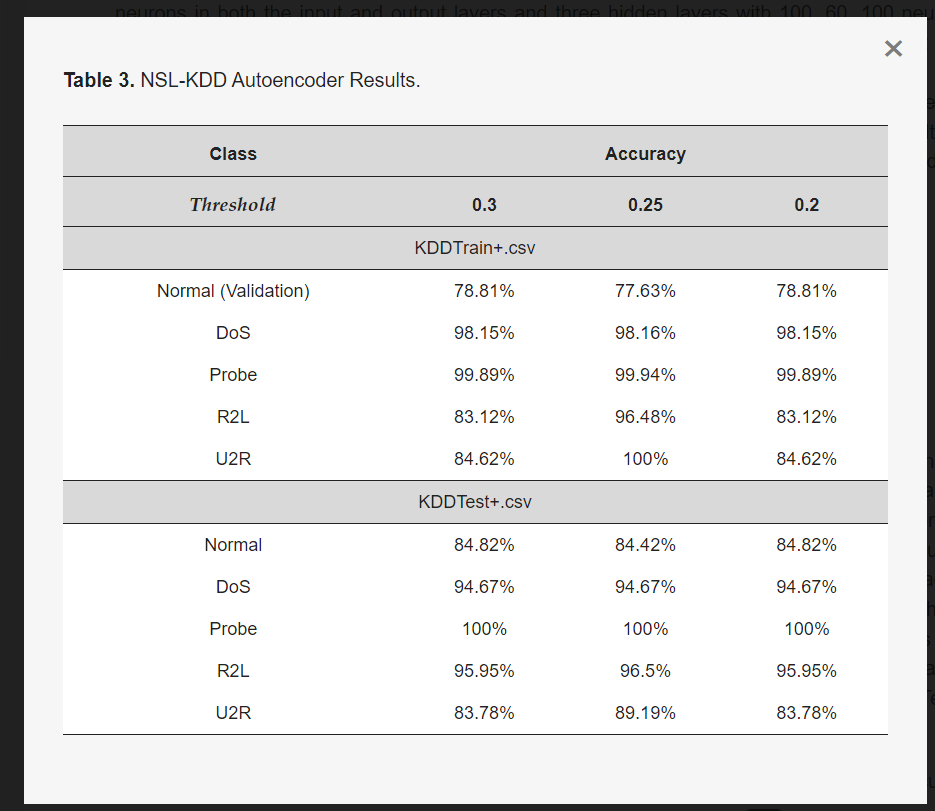 neurons in both the input and output layers and three hidden layers with 100, 60, 100 neu
Table 3. NSL-KDD Autoencoder Results.
Class Accuracy
Threshold 0.3 0.25 0.2
KDDTrain+.csv
Normal (Validation) 78.81% 77.63% 78.81%
DoS 98.15% 98.16% 98.15%
Probe 99.89% 99.94% 99.89%
R2L 83.12% 96.48% 83.12%
U2R 84.62% 100% 84.62%
KDDTest+.csv
Normal 84.82% 84.42% 84.82%
DoS 94.67% 94.67% 94.67%
Probe 100% 100% 100%
R2L 95.95% 96.5% 95.95%
U2R 83.78% 89.19% 83.78%